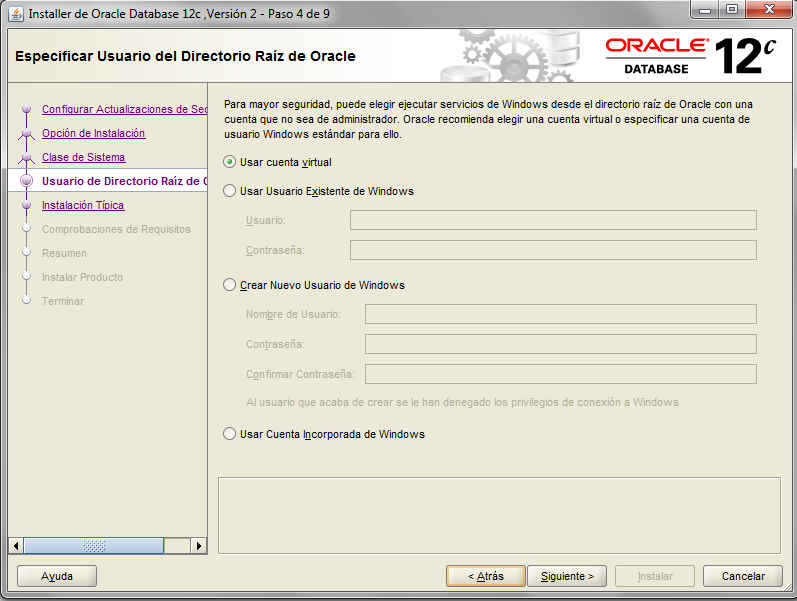 Installer de Oracle Database 12c ,Versión 2 - Paso 4 de 9
Especificar Usuario del Directorio Raíz de Oracle
ORACLE
DATABASE
12c
Configurar Actualizaciones de Sec
Opción de Instalación
Clase de Sistema
Usuario de Directorio Raíz de O
Instalación Típica
Comprobaciones de Requisitos
Resumen
Instalar Producto
Terminar
Para mayor seguridad, puede elegir ejecutar servicios de Windows desde el directorio raíz de Oracle con una
cuenta que no sea de administrador. Oracle recomienda elegir una cuenta virtual o especificar una cuenta de
usuario Windows estándar para ello.
Usar cuenta virtual
Usar Usuario Existente de Windows
Usuario:
Contraseña:
Crear Nuevo Usuario de Windows
Nombre de Usuario:
Contraseña:
Confirmar Contraseña:
Al usuario que acaba de crear se le han denegado los privilegios de conexión a Windows
Usar Cuenta Incorporada de Windows
Ayuda
< Atrás
Siguiente >
Instalar
Cancelar